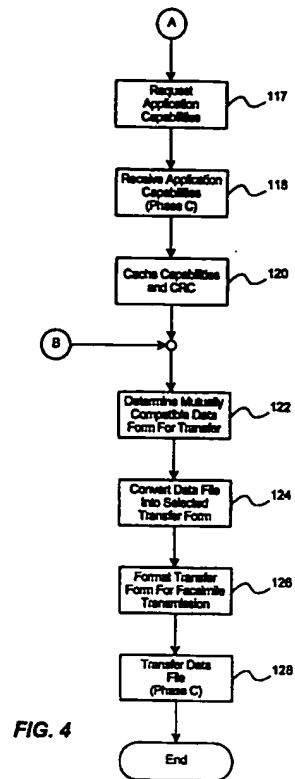 A
Request
Application
Capabilities
117
Receive Application
Capabilities
(Phase C)
118
Cache Capabilities
and CRC
120
B
Determine Mutually
Compatible Data
Form For Transfer
122
Convert Data File
Into Selected
Transfer Form
124
Format Transfer
Form For Facsimile
Transmission
126
Transfer Data
File
(Phase C)
128
FIG. 4
End